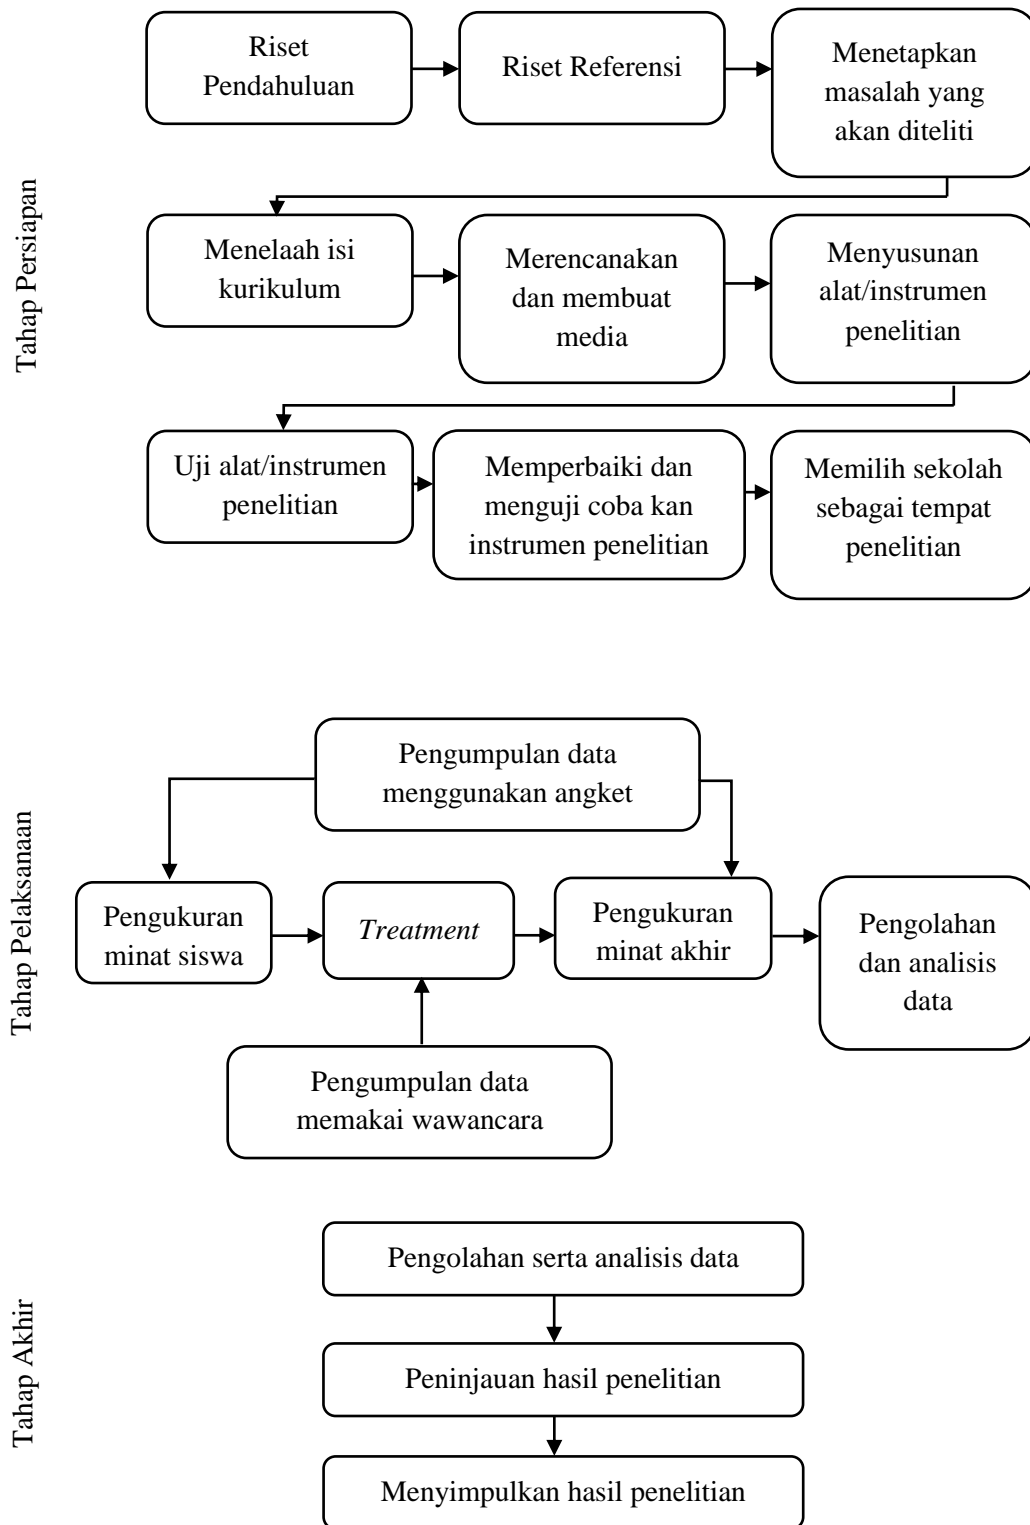 Tahap Persiapan
Riset
Pendahuluan
Riset Referensi
Menetapkan
masalah yang
akan diteliti
Menelaah isi
kurikulum
Merencanakan
dan membuat
media
Menyusunan
alat/instrumen
penelitian
Uji alat/instrumen
penelitian
Memperbaiki dan
menguji coba kan
instrumen penelitian
Memilih sekolah
sebagai tempat
penelitian
Tahap Pelaksanaan
Pengumpulan data
menggunakan angket
Pengukuran
minat siswa
Treatment
Pengukuran
minat akhir
Pengolahan
dan analisis
data
Pengumpulan data
memakai wawancara
Tahap Akhir
Pengolahan serta analisis data
Peninjauan hasil penelitian
Menyimpulkan hasil penelitian